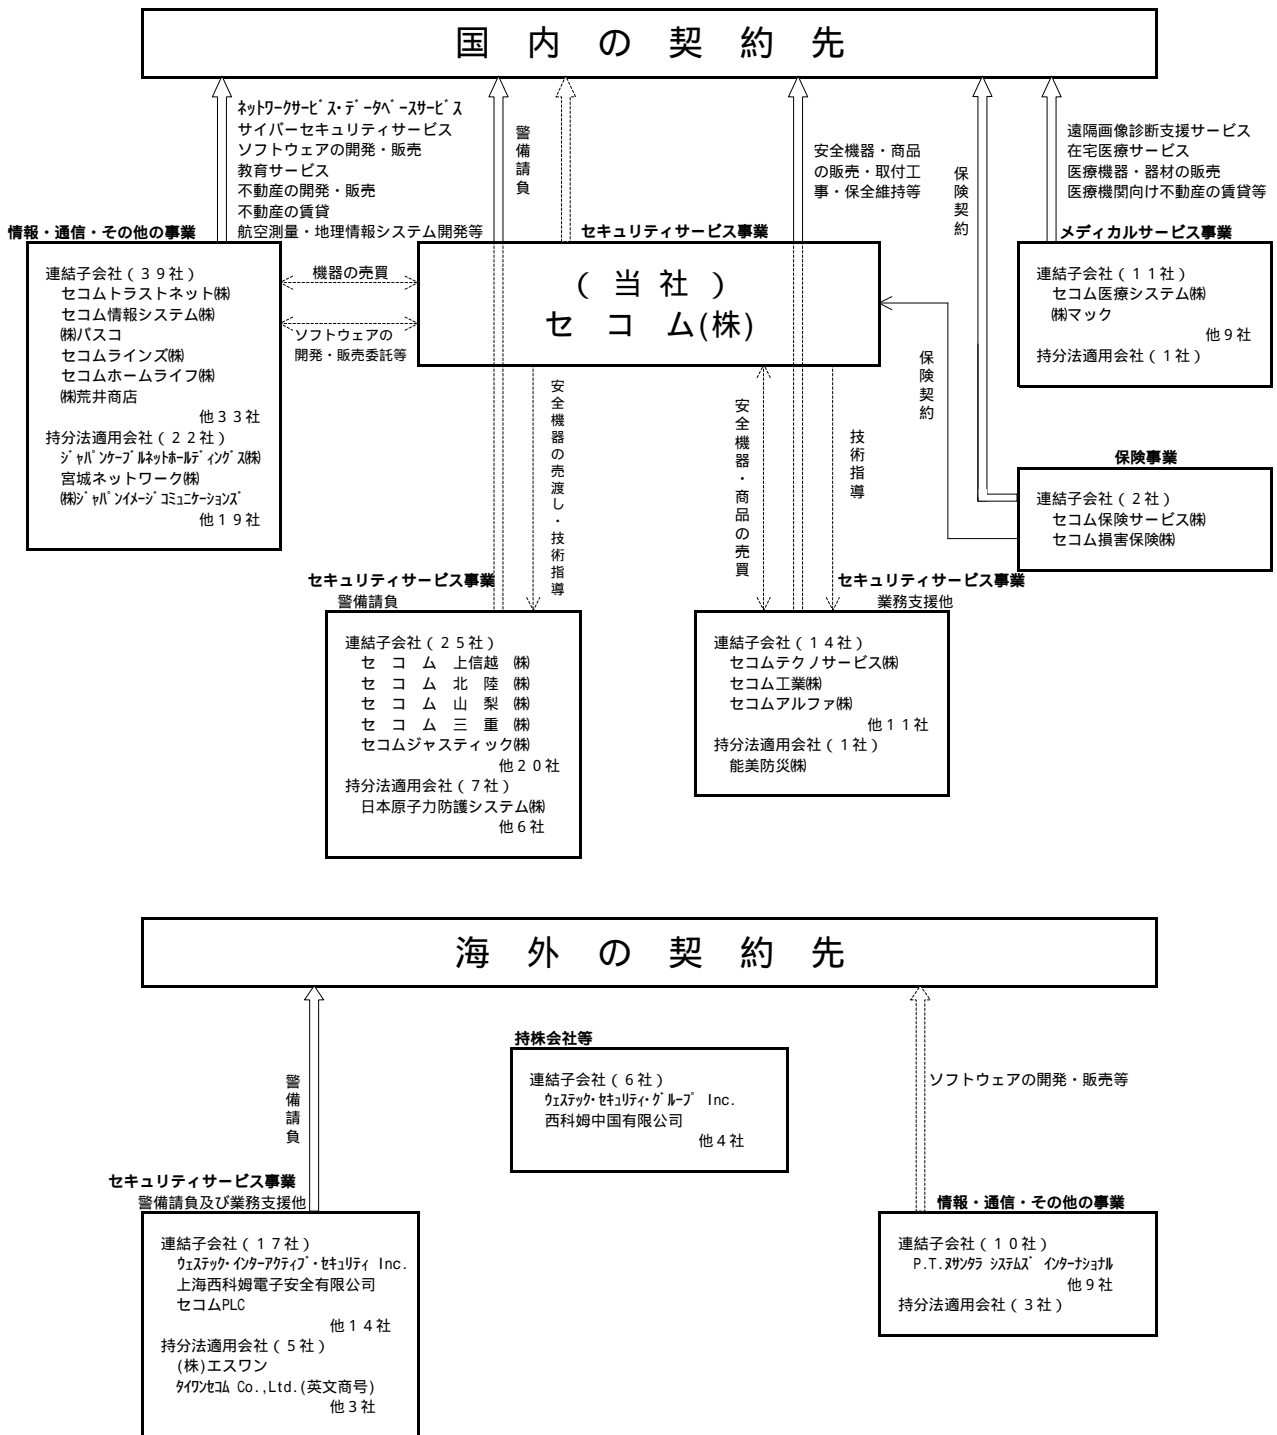 国内の契約先
ネットワークサービス・データベースサービス
サイバーセキュリティサービス
ソフトウェアの開発・販売
教育サービス
不動産の開発・販売
不動産の賃貸
航空測量・地理情報システム開発等
警備請負
安全機器・商品
の販売・取付工
事・保全維持等
保険契約
遠隔画像診断支援サービス
在宅医療サービス
医療機器・器材の販売
医療機関向け不動産の賃貸等
情報・通信・その他の事業
連結子会社(39社)
セコムトラストネット㈱
セコム情報システム㈱
㈱パスコ
セコムラインズ㈱
セコムホームライフ㈱
㈱荒井商店
他33社
持分法適用会社(22社)
ジャパンケーブルネットホールディングス㈱
宮城ネットワーク㈱
㈱ジャパンイメージコミュニケーションズ
他19社
機器の売買
ソフトウェアの
開発・販売委託等
セキュリティサービス事業
(当社)
セコム(株)
メディカルサービス事業
連結子会社(11社)
セコム医療システム㈱
㈱マック
他9社
持分法適用会社(1社)
保険契約
保険事業
連結子会社(2社)
セコム保険サービス㈱
セコム損害保険㈱
安全機器の売渡し・技術指導
安全機器・商品の売買
技術指導
セキュリティサービス事業
警備請負
連結子会社(25社)
セコム上信越㈱
セコム北陸㈱
セコム山梨㈱
セコム三重㈱
セコムジャスティック㈱
他20社
持分法適用会社(7社)
日本原子力防護システム㈱
他6社
セキュリティサービス事業
業務支援他
連結子会社(14社)
セコムテクノサービス㈱
セコム工業㈱
セコムアルファ㈱
他11社
持分法適用会社(1社)
能美防災㈱
海外の契約先
警備請負
持株会社等
連結子会社(6社)
ウェステック・セキュリティ・グループ Inc.
西科姆中国有限公司
他4社
ソフトウェアの開発・販売等
セキュリティサービス事業
警備請負及び業務支援他
連結子会社(17社)
ウェステック・インターアクティブ・セキュリティ Inc.
上海西科姆電子安全有限公司
セコムPLC
他14社
持分法適用会社(5社)
(株)エスワン
タイワンセコム Co.,Ltd.(英文商号)
他3社
情報・通信・その他の事業
連結子会社(10社)
P.T.ヌサンタラ システムズ インターナショナル
他9社
持分法適用会社(3社)